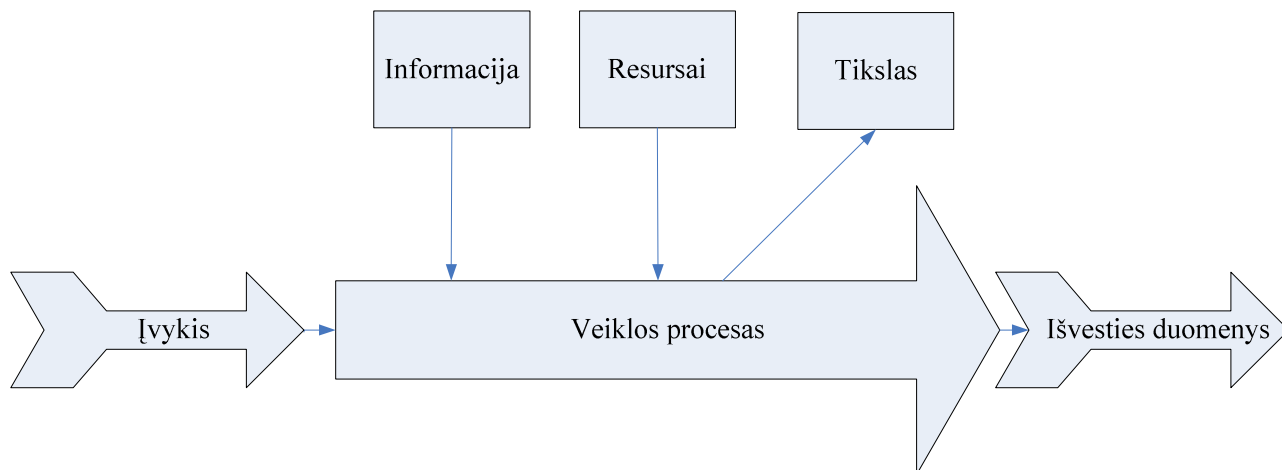 Informacija
Resursai
Tikslas
Įvykis
Veiklos procesas
Išvesties duomenys